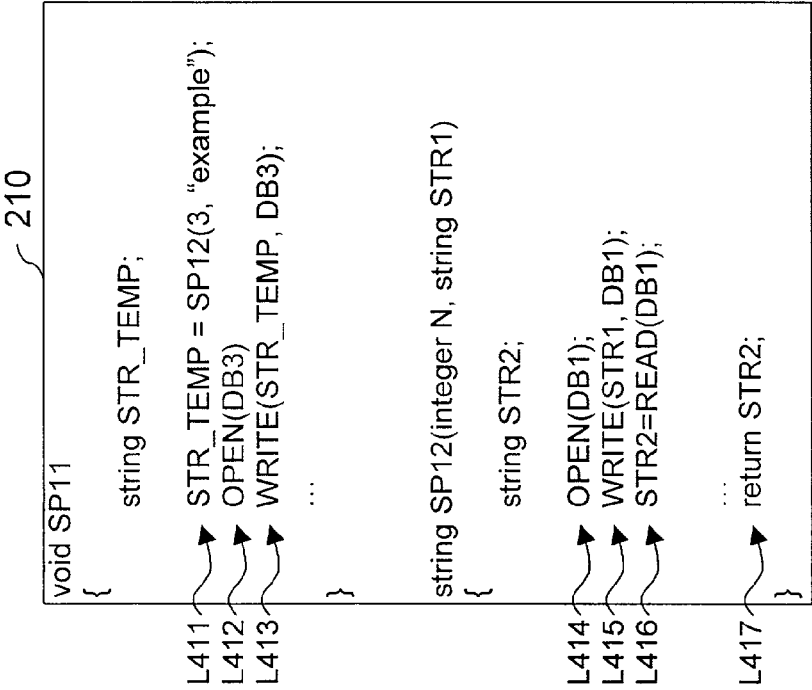 210
void SP11
{
string STR_TEMP;
L411 STR_TEMP = SP12(3, “example”);
L412 OPEN(DB3)
L413 WRITE(STR_TEMP, DB3);
...
}
string SP12(integer N, string STR1)
{
string STR2;
L414 OPEN(DB1);
L415 WRITE(STR1, DB1);
L416 STR2=READ(DB1);
...
L417 return STR2;
}